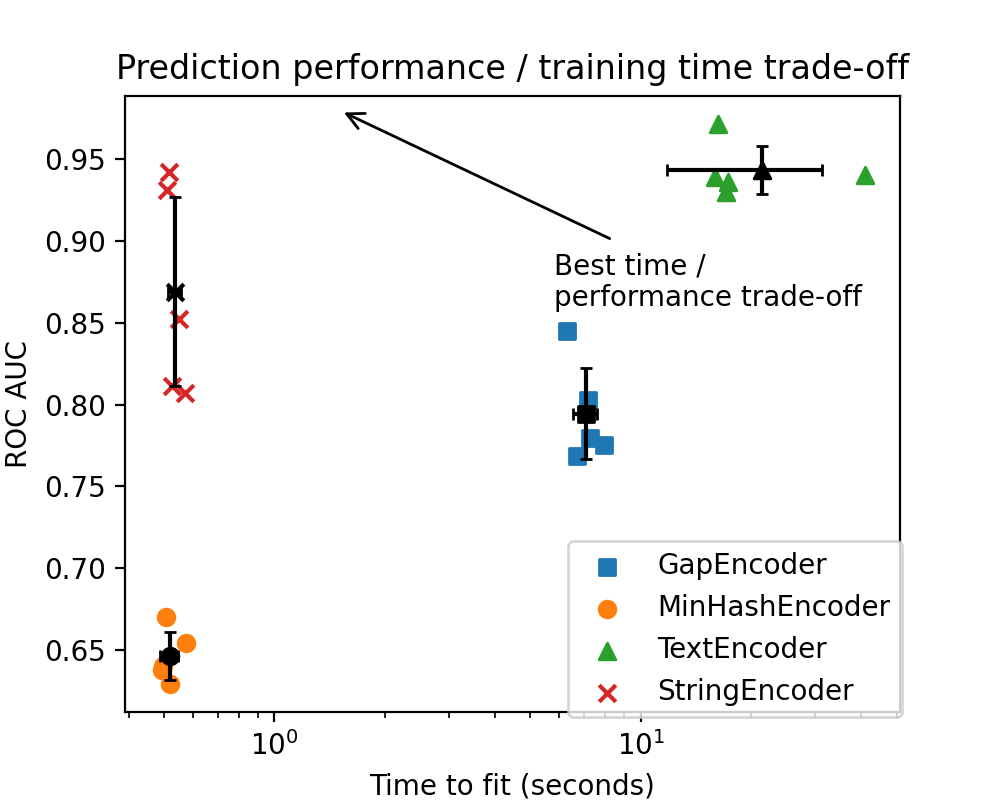 Prediction performance / training time trade-off
ROC AUC
0.95
0.90
0.85
0.80
0.75
0.70
0.65
Best time /
performance trade-off
GapEncoder
MinHashEncoder
TextEncoder
StringEncoder
10⁰
10¹
Time to fit (seconds)